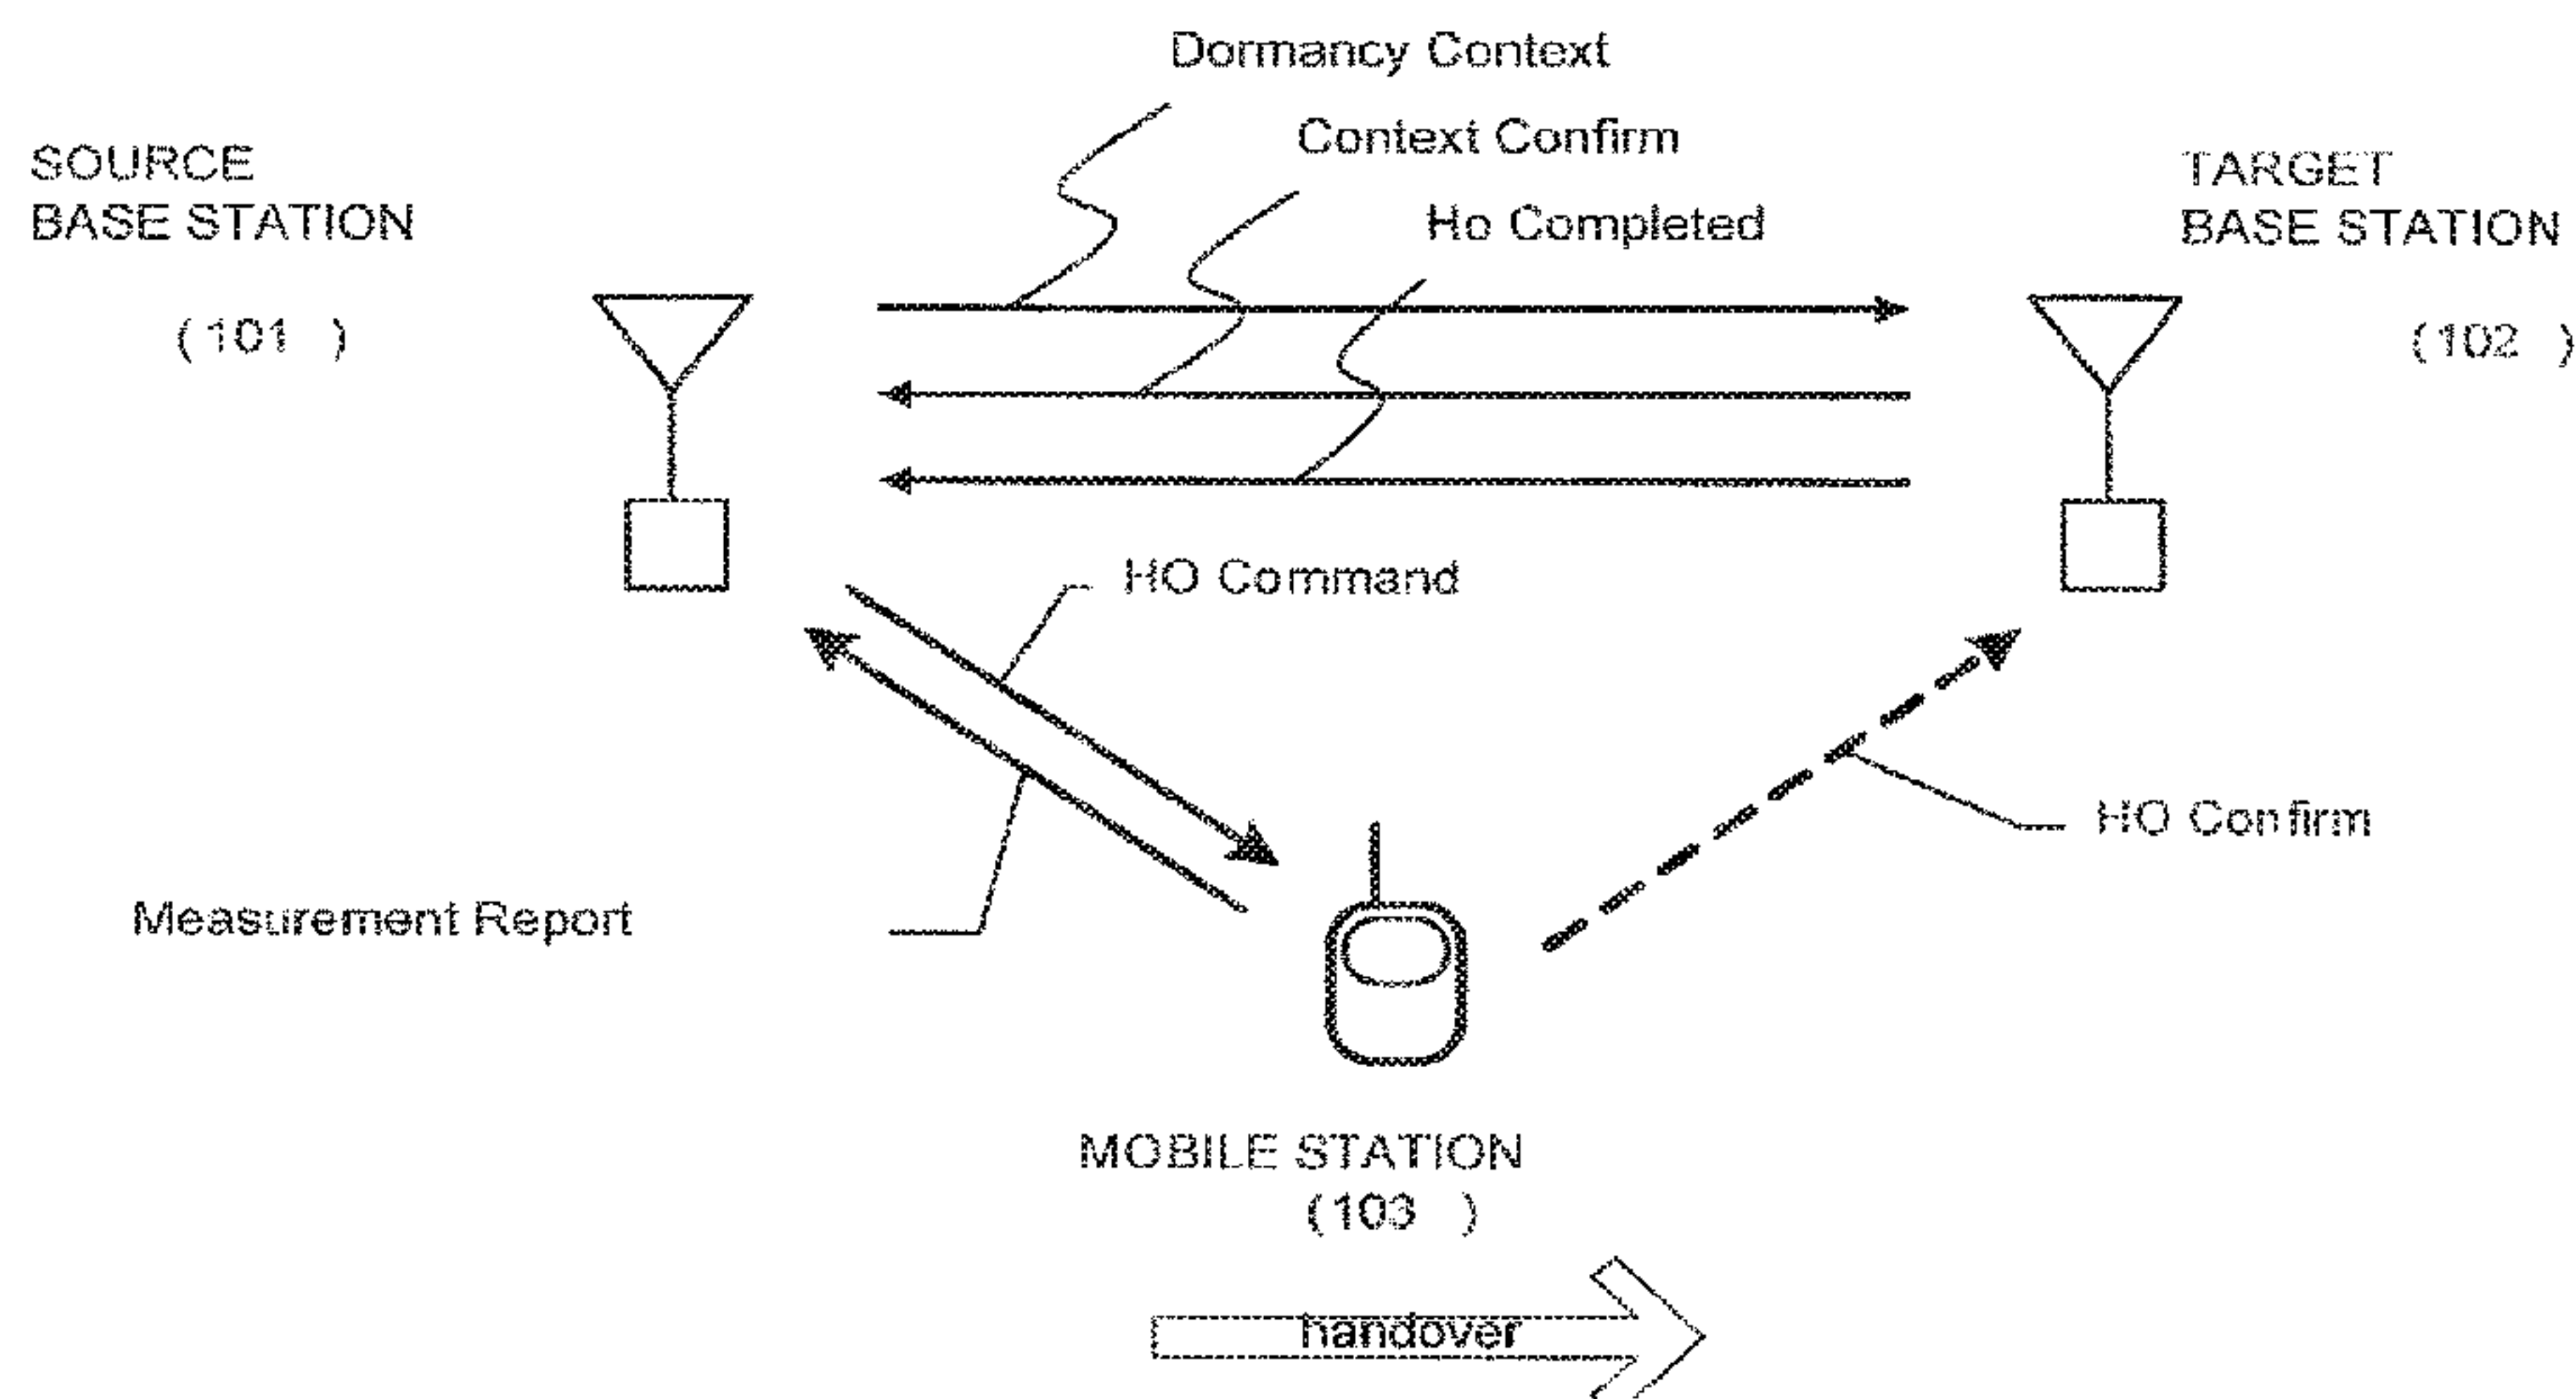 Dormancy Context
Context Confirm
Ho Completed
SOURCE
BASE STATION
(101 )
TARGET
BASE STATION
(102 )
HO Command
HO Confirm
Measurement Report
MOBILE STATION
(103 )
handover